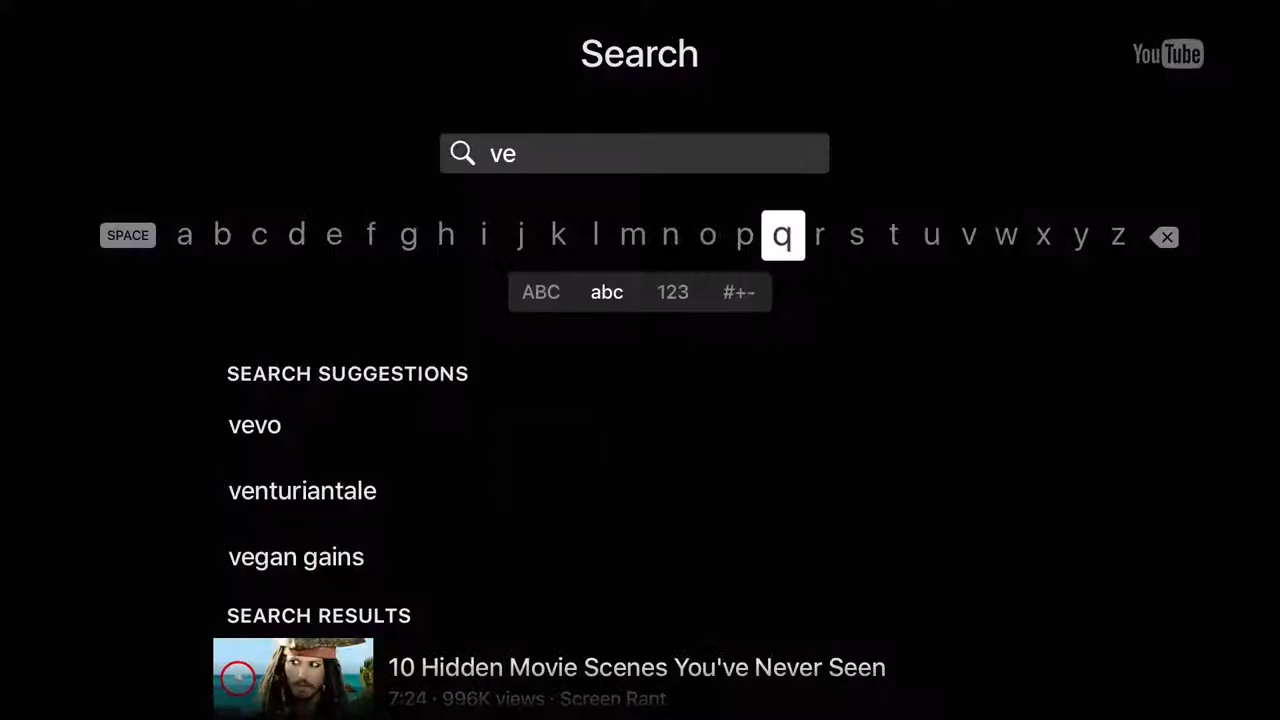 Search
YouTube
ve
SPACE a b c d e f g h i j k l m n o p q r s t u v w x y z
ABC abc 123 #+-
SEARCH SUGGESTIONS
vevo
venturiantale
vegan gains
SEARCH RESULTS
10 Hidden Movie Scenes You've Never Seen
7:24 · 996K views · Screen Rant